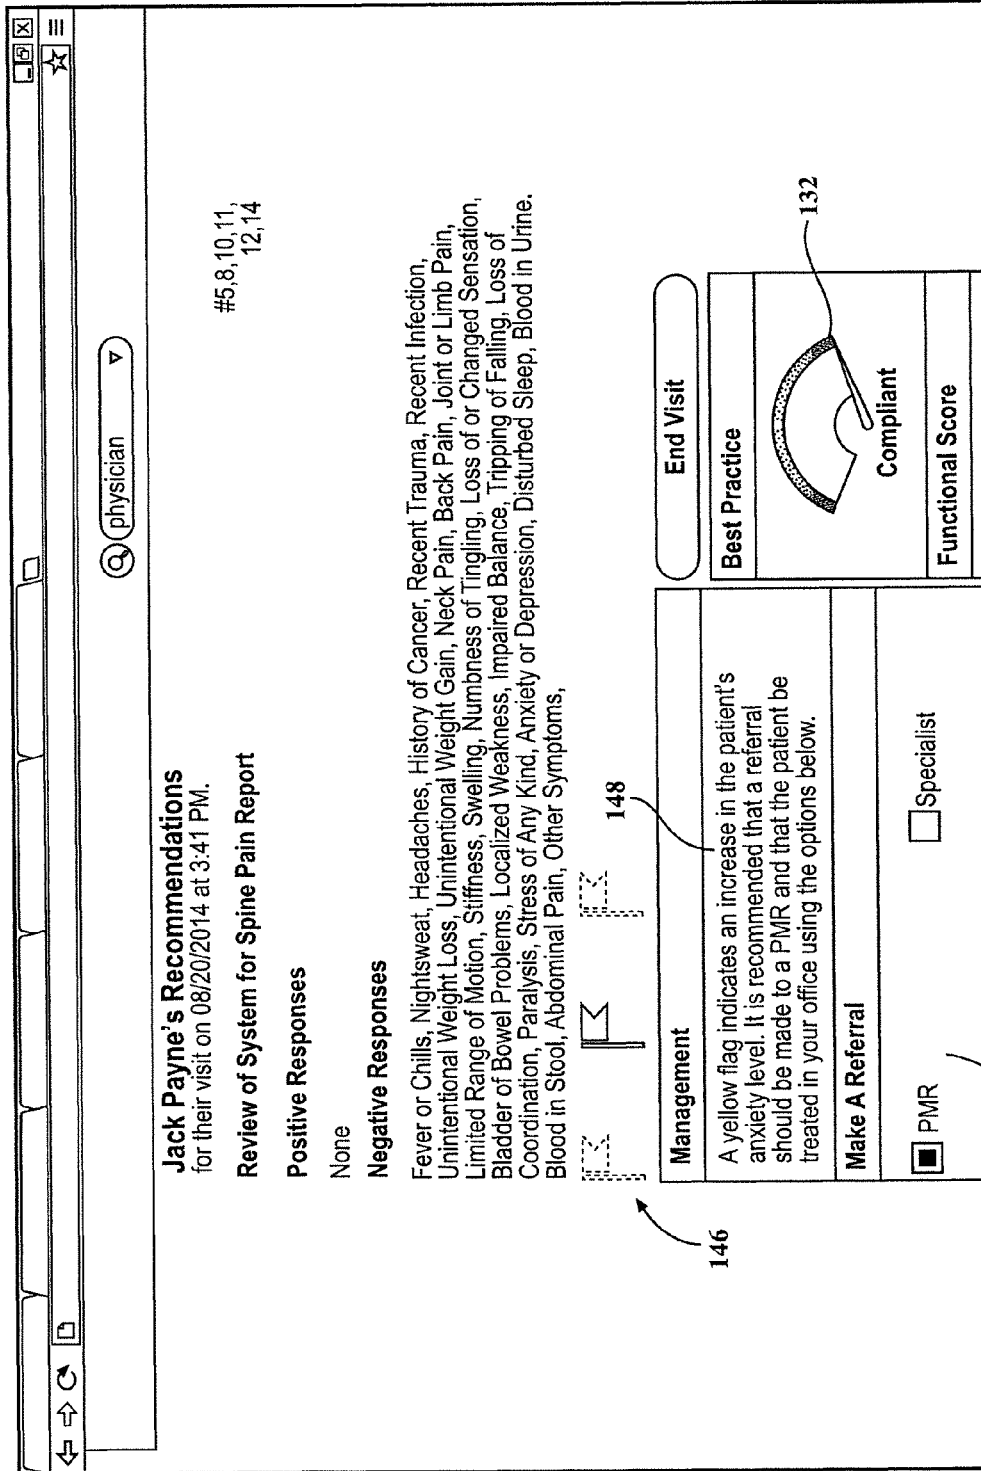 physician
Jack Payne's Recommendations
for their visit on 08/20/2014 at 3:41 PM.
#5,8,10,11,
12,14
Review of System for Spine Pain Report
Positive Responses
None
Negative Responses
Fever or Chills, Nightsweat, Headaches, History of Cancer, Recent Trauma, Recent Infection,
Unintentional Weight Loss, Unintentional Weight Gain, Neck Pain, Back Pain, Joint or Limb Pain,
Limited Range of Motion, Stiffness, Swelling, Numbness of Tingling, Loss of or Changed Sensation,
Bladder of Bowel Problems, Localized Weakness, Impaired Balance, Tripping of Falling, Loss of
Coordination, Paralysis, Stress of Any Kind, Anxiety or Depression, Disturbed Sleep, Blood in Urine.
Blood in Stool, Abdominal Pain, Other Symptoms,
146
148
Management
A yellow flag indicates an increase in the patient's
anxiety level. It is recommended that a referral
should be made to a PMR and that the patient be
treated in your office using the options below.
Make A Referral
PMR
Specialist
End Visit
Best Practice
132
Compliant
Functional Score